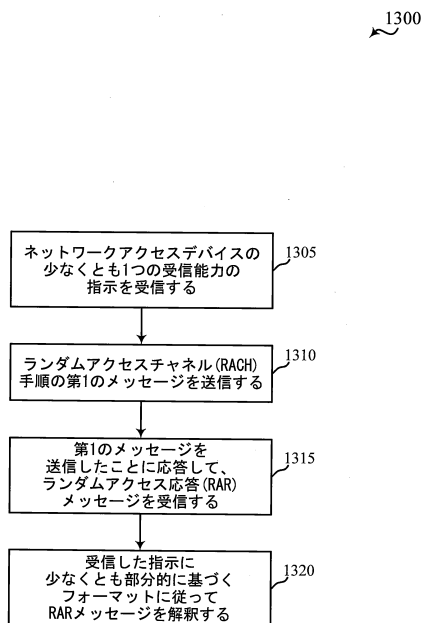 1300
ネットワークアクセスデバイスの
少なくとも1つの受信能力の
指示を受信する
1305
ランダムアクセスチャネル(RACH)
手順の第1のメッセージを送信する
1310
第1のメッセージを
送信したことに応答して、
ランダムアクセス応答(RAR)
メッセージを受信する
1315
受信した指示に
少なくとも部分的に基づく
フォーマットに従って
RARメッセージを解釈する
1320